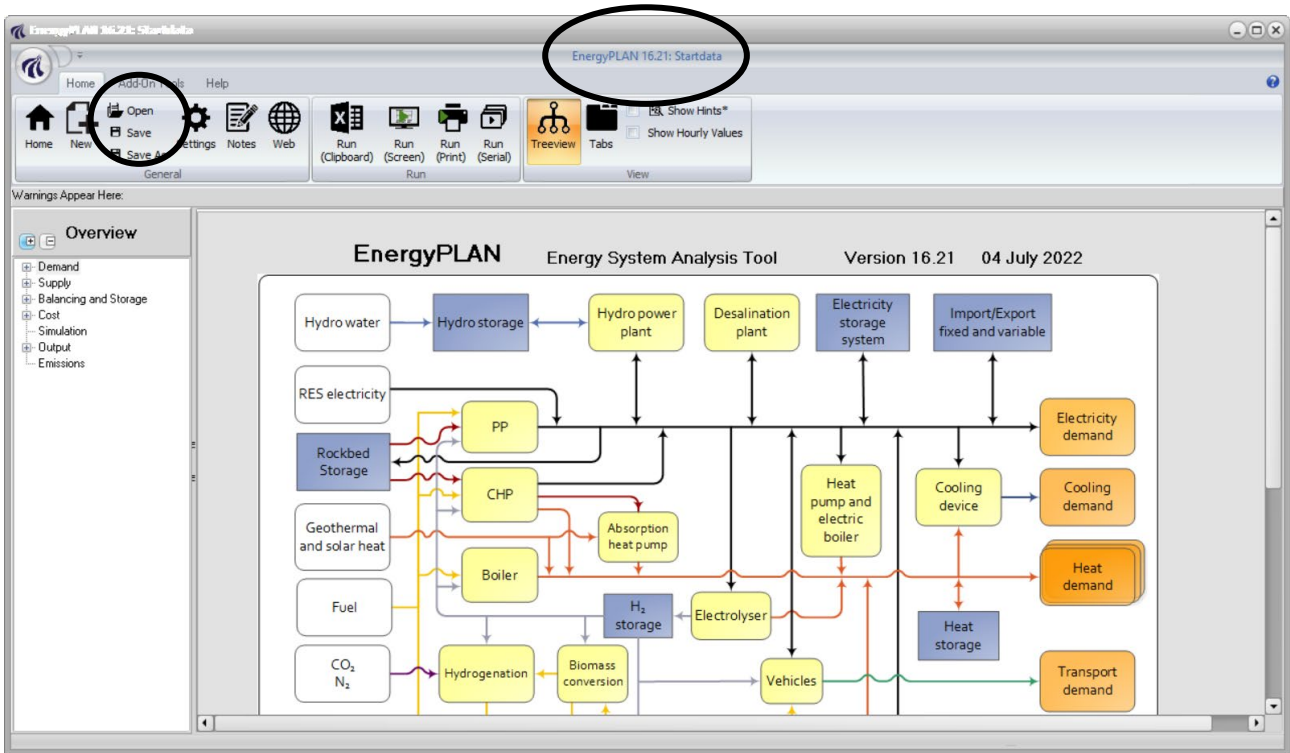 EnergyPLAN 16.21: Startdata
EnergyPLAN 16.21: Startdata
Home Add-On Tools Help
Open
Save
Save As
Home New Settings Notes Web
General
Run (Clipboard)
Run (Screen)
Run (Print)
Run (Serial)
Run
Treeview Tabs
Show Hints*
Show Hourly Values
View
Warnings Appear Here:
Overview
Demand
Supply
Balancing and Storage
Cost
Simulation
Output
Emissions
EnergyPLAN Energy System Analysis Tool Version 16.21 04 July 2022
Hydro water
Hydro storage
Hydro power
plant
Desalination
plant
Electricity
storage
system
Import/Export
fixed and variable
RES electricity
PP
Electricity
demand
Rockbed
Storage
CHP
Heat
pump and
electric
boiler
Cooling
device
Cooling
demand
Geothermal
and solar heat
Absorption
heat pump
Boiler
Heat
demand
Fuel
H₂
storage
Electrolyser
Heat
storage
CO₂
N₂
Hydrogenation
Biomass
conversion
Vehicles
Transport
demand